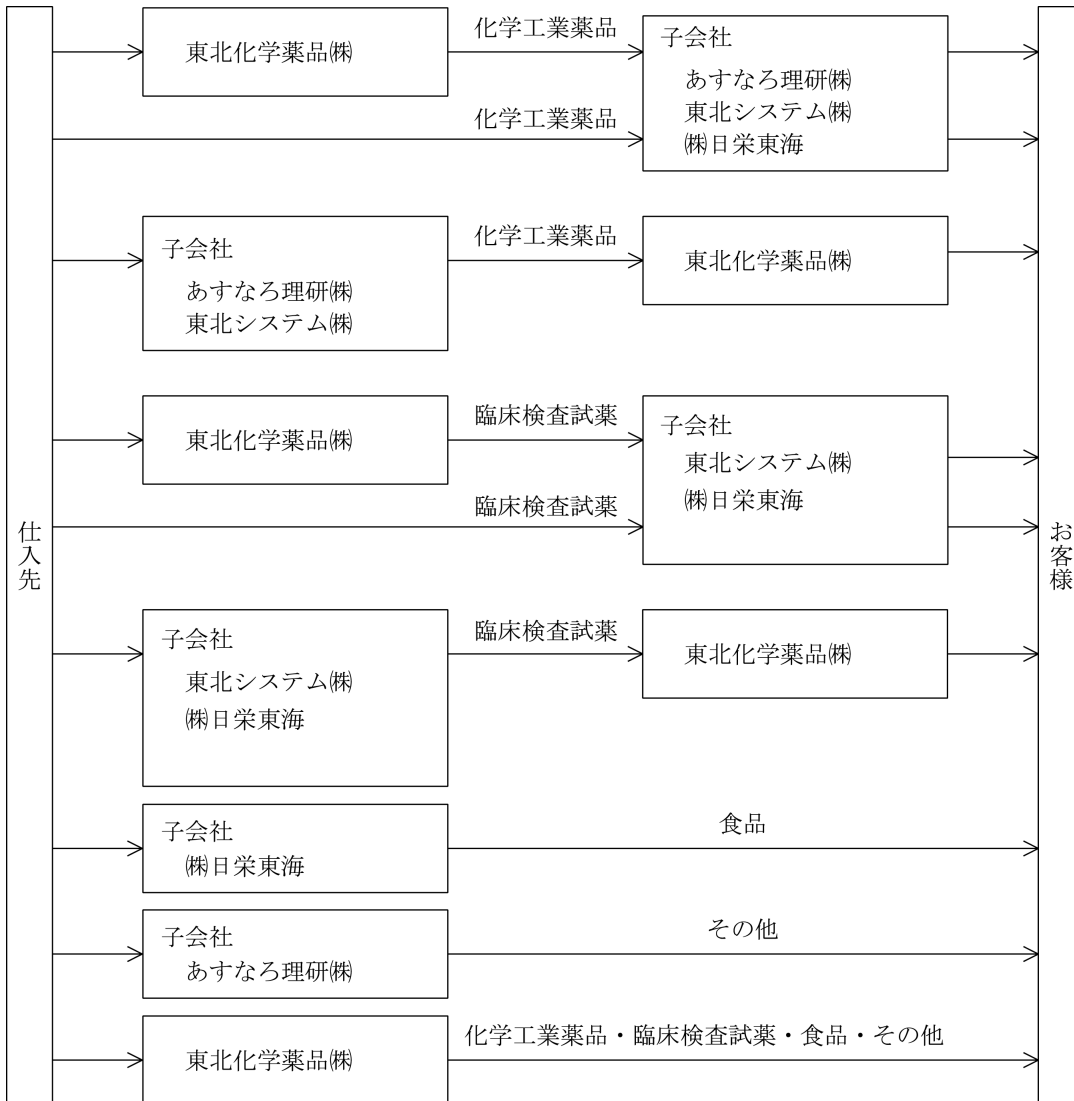 東北化学薬品㈱
化学工業薬品
化学工業薬品
子会社
あすなろ理研㈱
東北システム㈱
㈱日栄東海
子会社
あすなろ理研㈱
東北システム㈱
化学工業薬品
東北化学薬品㈱
東北化学薬品㈱
臨床検査試薬
臨床検査試薬
子会社
東北システム㈱
㈱日栄東海
仕入先
お客様
子会社
東北システム㈱
㈱日栄東海
臨床検査試薬
東北化学薬品㈱
子会社
㈱日栄東海
食品
子会社
あすなろ理研㈱
その他
東北化学薬品㈱
化学工業薬品・臨床検査試薬・食品・その他